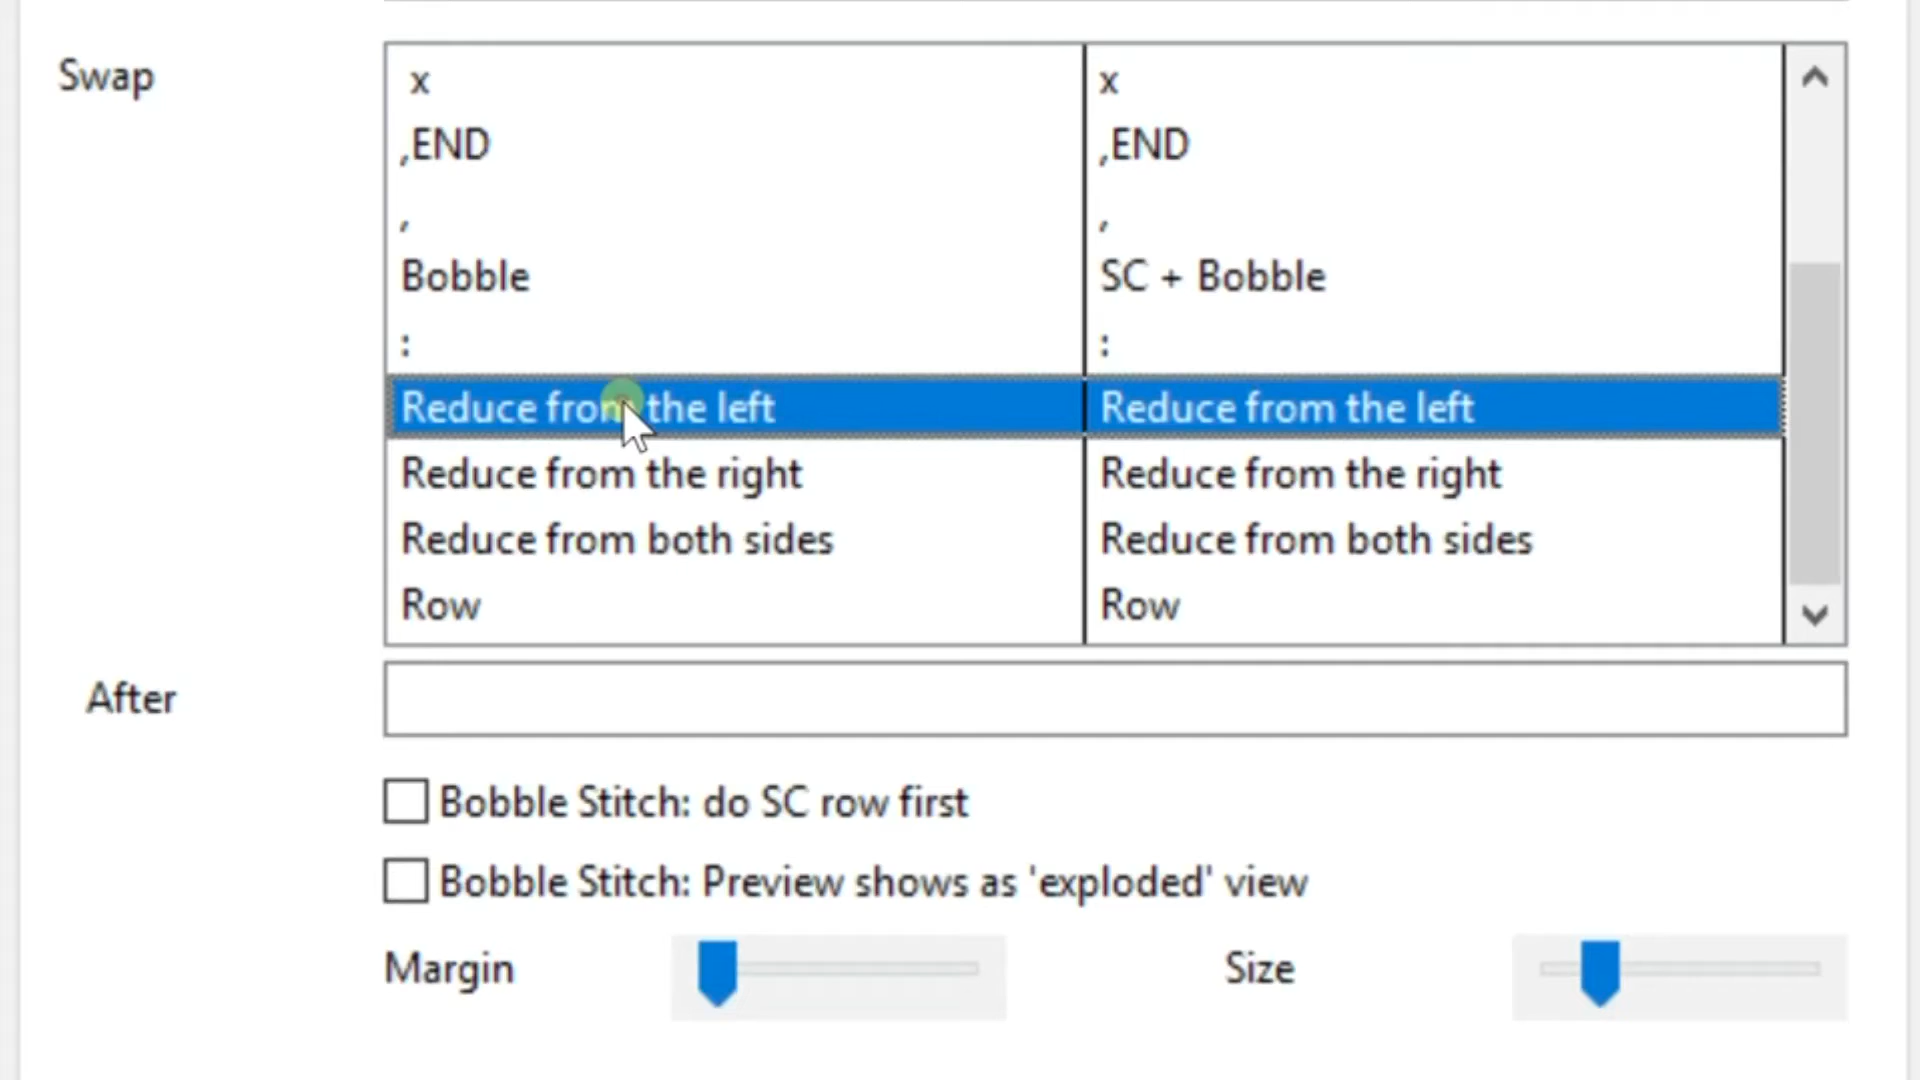 Swap
x x
,END ,END
, ,
Bobble SC + Bobble
: :
Reduce from the left Reduce from the left
Reduce from the right Reduce from the right
Reduce from both sides Reduce from both sides
Row Row
After
Bobble Stitch: do SC row first
Bobble Stitch: Preview shows as 'exploded' view
Margin Size